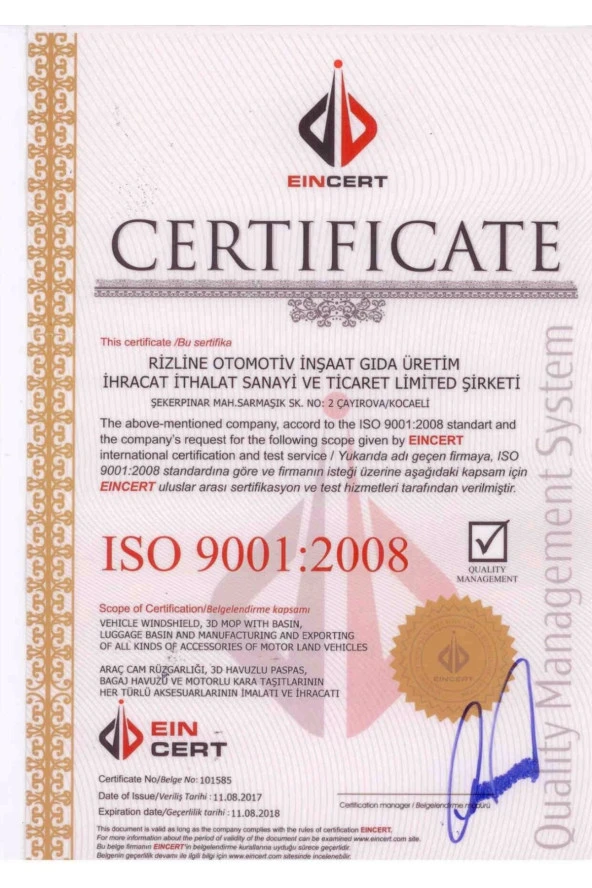 EINCERT
CERTIFICATE
This certificate /Bu sertifika
RİZLİNE OTOMOTİV İNŞAAT GIDA ÜRETİM
İHRACAT İTHALAT SANAYİ VE TİCARET LİMİTED ŞİRKETİ
ŞEKERPINAR MAH.SARMAŞIK SK. NO: 2 ÇAYIROVA/KOCAELİ
The above-mentioned company, accord to the ISO 9001:2008 standart and
the company's request for the following scope given by EINCERT
international certification and test service / Yukarıda adı geçen firmaya, ISO
9001:2008 standardına göre ve firmanın isteği üzerine aşağıdaki kapsam için
EINCERT uluslar arası sertifikasyon ve test hizmetleri tarafından verilmiştir.
ISO 9001:2008
QUALITY
MANAGEMENT
Scope of Certification/Belgelendirme kapsamı
VEHICLE WINDSHIELD, 3D MOP WITH BASIN,
LUGGAGE BASIN AND MANUFACTURING AND EXPORTING
OF ALL KINDS OF ACCESSORIES OF MOTOR LAND VEHICLES
ARAÇ CAM RÜZGARLIĞI, 3D HAVUZLU PASPAS,
BAGAJ HAVUZU VE MOTORLU KARA TAŞITLARININ
HER TÜRLÜ AKSESUARLARININ İMALATI VE İHRACATI
EINCERT
EIN
CERT
Certificate No/Belge No: 101585
Date of Issue/Veriliş Tarihi : 11.08.2017
Expiration date/Geçerlilik tarihi : 11.08.2018
Certification manager / Belgelendirme müdürü
This document is valid as long as the company complies with the rules of certification EINCERT.
For more information about the period of validity of the document can be examined www.eincert.com site.
Bu belge firmanın EINCERT'in belgelendirme kurallarına uyduğu sürece geçerlidir.
Belgenin geçerlilik devamı ile ilgili bilgi için www.eincert.com sitesinde incelenebilir.
Quality Management System